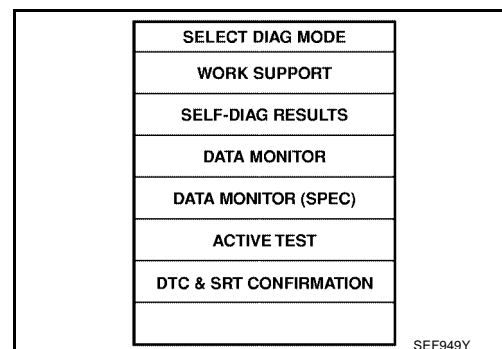 SELECT DIAG MODE
WORK SUPPORT
SELF-DIAG RESULTS
DATA MONITOR
DATA MONITOR (SPEC)
ACTIVE TEST
DTC & SRT CONFIRMATION
SEF949Y